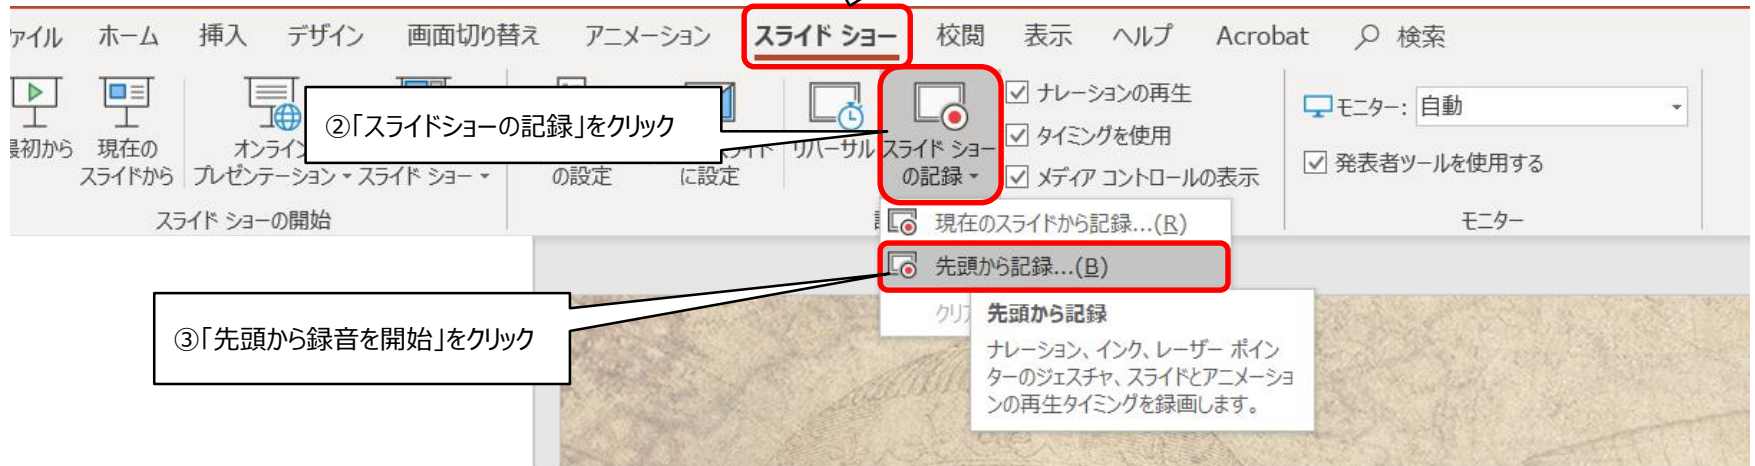 ァイル ホーム 挿入 デザイン 画面切り替え アニメーション スライド ショー 校閲 表示 ヘルプ Acrobat 検索
②「スライドショーの記録」をクリック
最初から
現在の
スライドから
オンライン
プレゼンテーション
スライド ショー
の設定
に設定
リハーサル
スライド ショー
の記録
ナレーションの再生
タイミングを使用
メディア コントロールの表示
モニター: 自動
発表者ツールを使用する
スライド ショーの開始
モニター
現在のスライドから記録...(R)
先頭から記録...(B)
③「先頭から録音を開始」をクリック
クリア
先頭から記録
ナレーション、インク、レーザー ポイン
ターのジェスチャ、スライドとアニメーショ
ンの再生タイミングを録画します。